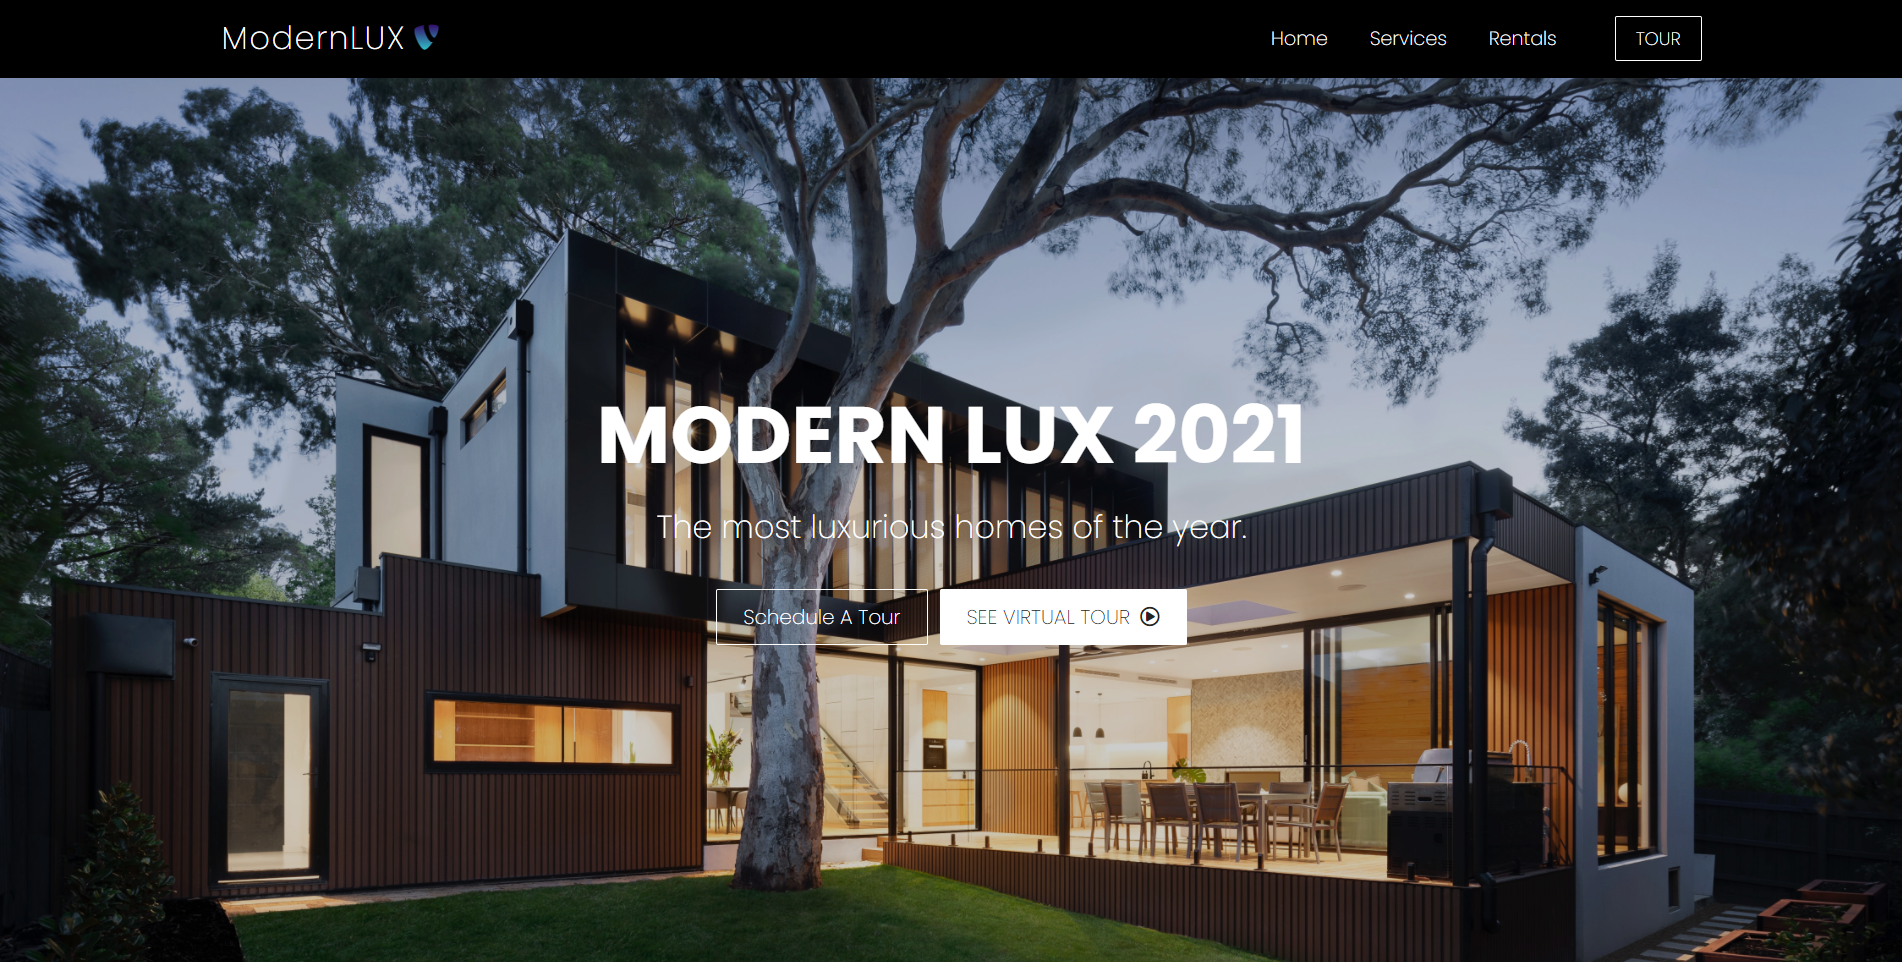 ModernLUX
Home Services Rentals TOUR
MODERN LUX 2021
The most luxurious homes of the year.
Schedule A Tour SEE VIRTUAL TOUR